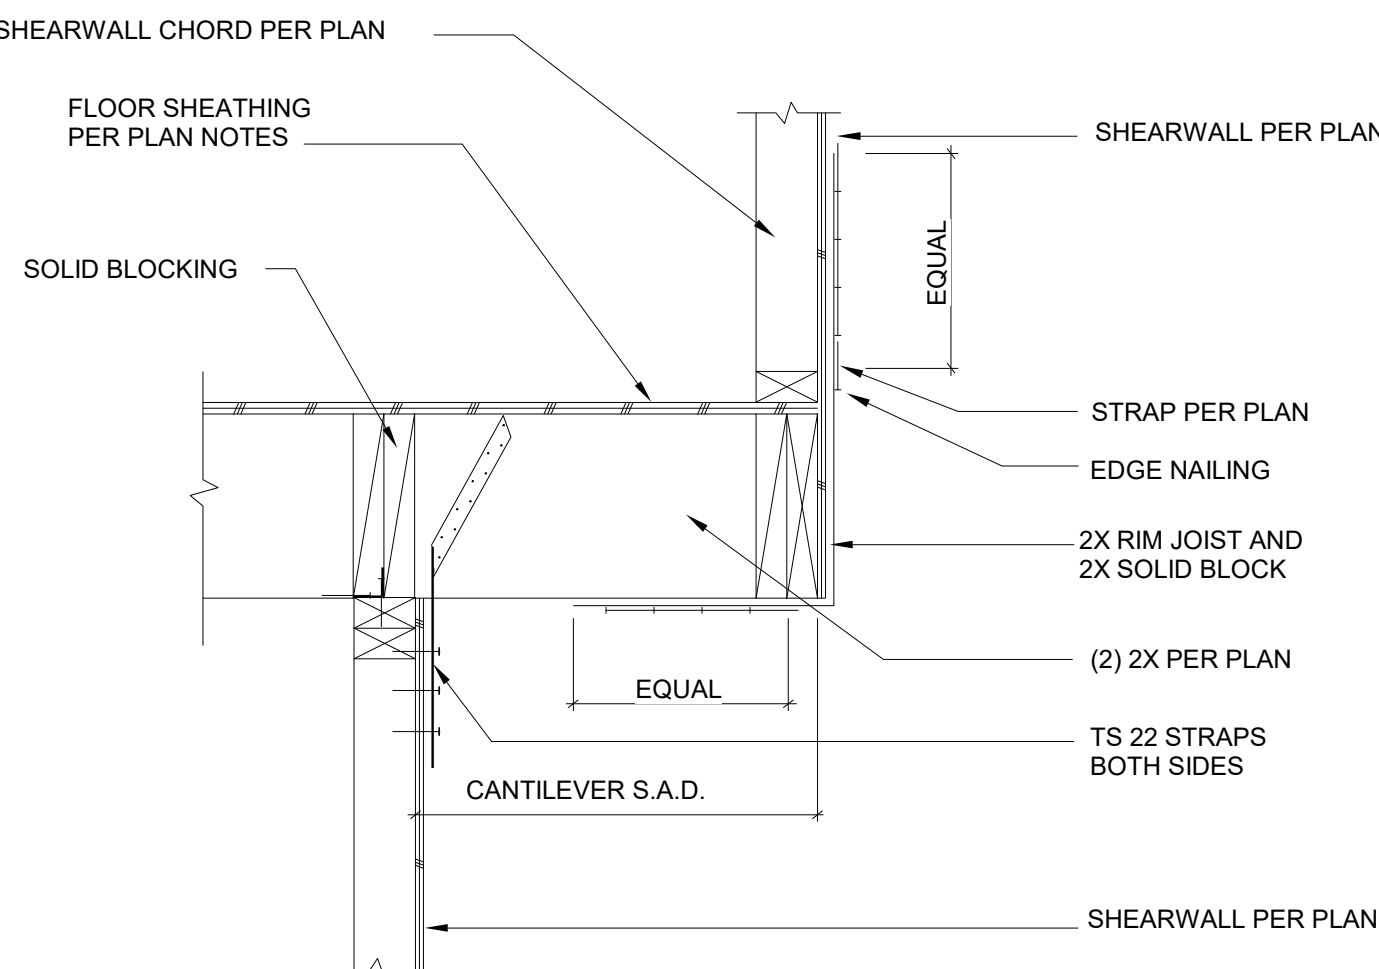 SHEARWALL CHORD PER PLAN
FLOOR SHEATHING
PER PLAN NOTES
SOLID BLOCKING
SHEARWALL PER PLAN
EQUAL
STRAP PER PLAN
EDGE NAILING
2X RIM JOIST AND
2X SOLID BLOCK
(2) 2X PER PLAN
EQUAL
TS 22 STRAPS
BOTH SIDES
CANTILEVER S.A.D.
SHEARWALL PER PLAN